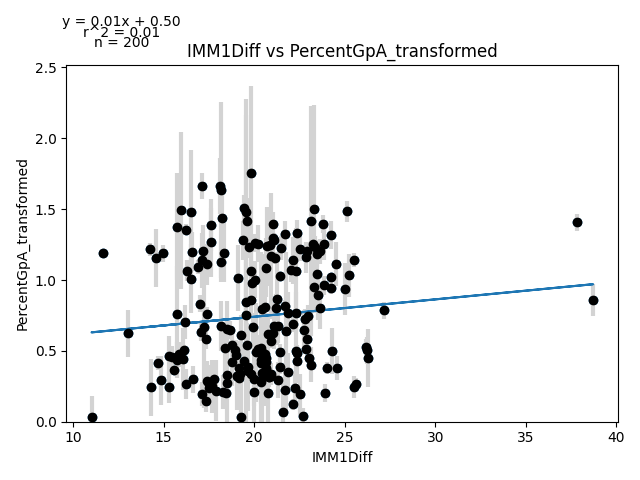 y = 0.01x + 0.50
r^2 = 0.01
n = 200
IMM1Diff vs PercentGpA_transformed
2.5
2.0
1.5
1.0
0.5
0.0
PercentGpA_transformed
10 15 20 25 30 35 40
IMM1Diff